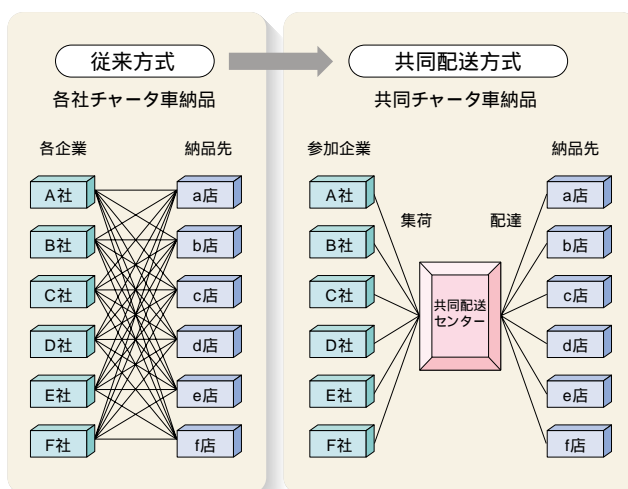 従来方式
各社チャータ車納品
各企業
納品先
A社
a店
B社
b店
C社
c店
D社
d店
E社
e店
F社
f店
共同配送方式
共同チャータ車納品
参加企業
納品先
集荷
配達
A社
a店
B社
b店
C社
c店
共同配送
センター
D社
d店
E社
e店
F社
f店